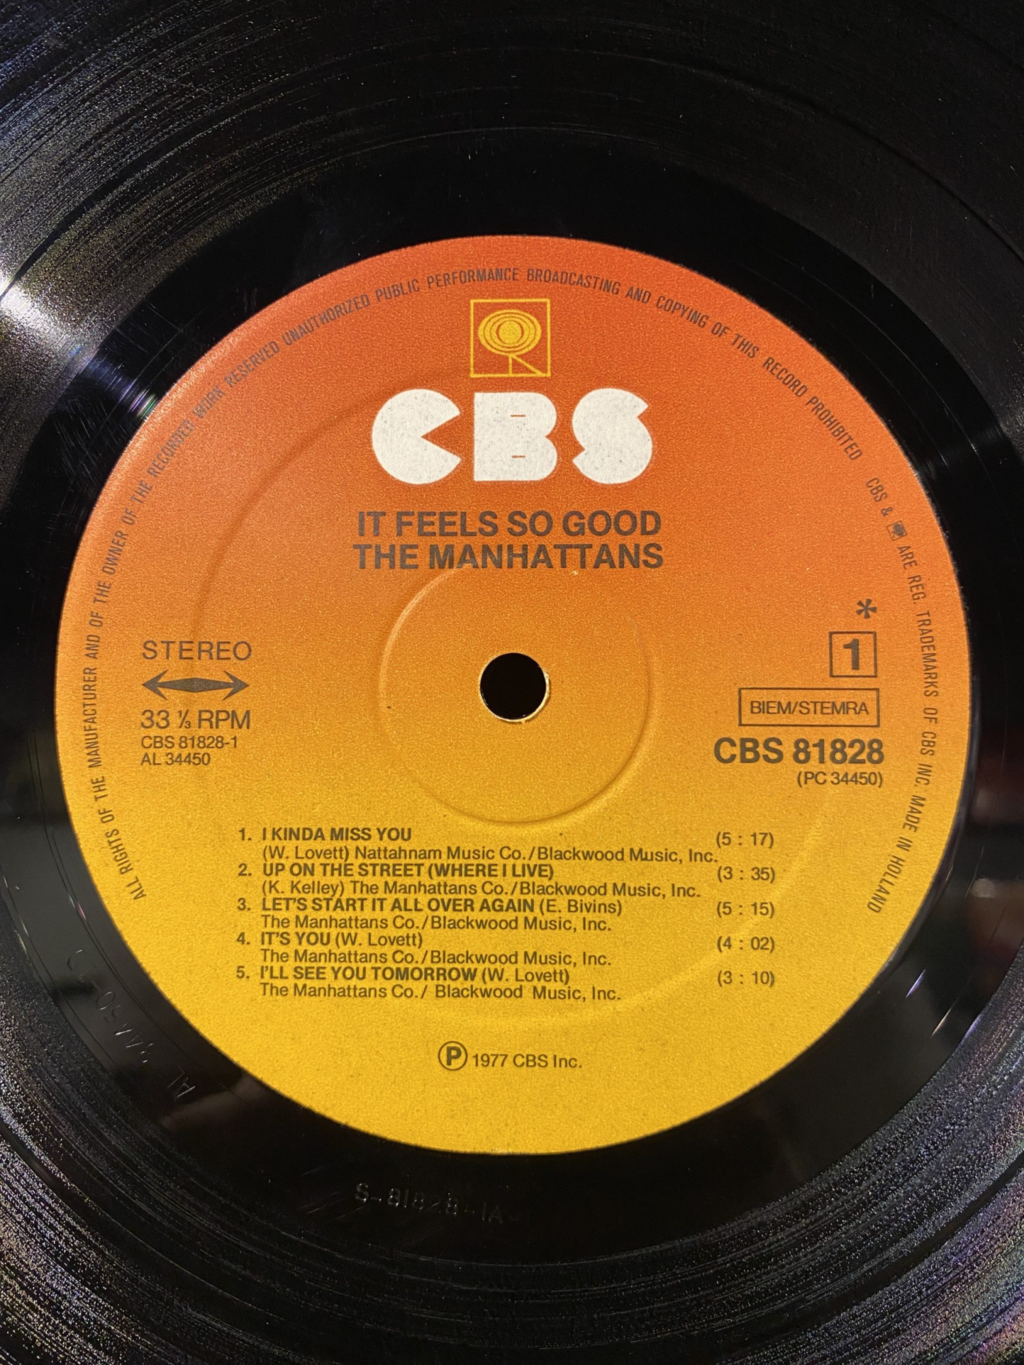 ALL RIGHTS OF THE MANUFACTURER AND OF THE OWNER OF THE RECORDED WORK RESERVED UNAUTHORIZED PUBLIC PERFORMANCE BROADCASTING AND COPYING OF THIS RECORD PROHIBITED
CBS & ARE REG. TRADEMARKS OF CBS INC. MADE IN HOLLAND
CBS
IT FEELS SO GOOD
THE MANHATTANS
STEREO
33 ⅓ RPM
CBS 81828-1
AL 34450
*
1
BIEM/STEMRA
CBS 81828
(PC 34450)
1. I KINDA MISS YOU (5 : 17)
(W. Lovett) Nattahnam Music Co./Blackwood Music, Inc.
2. UP ON THE STREET (WHERE I LIVE) (3 : 35)
(K. Kelley) The Manhattans Co./Blackwood Music, Inc.
3. LET'S START IT ALL OVER AGAIN (E. Bivins) (5 : 15)
The Manhattans Co./Blackwood Music, Inc.
4. IT'S YOU (W. Lovett) (4 : 02)
The Manhattans Co./Blackwood Music, Inc.
5. I'LL SEE YOU TOMORROW (W. Lovett) (3 : 10)
The Manhattans Co./ Blackwood Music, Inc.
Ⓟ 1977 CBS Inc.
S-81828-1A